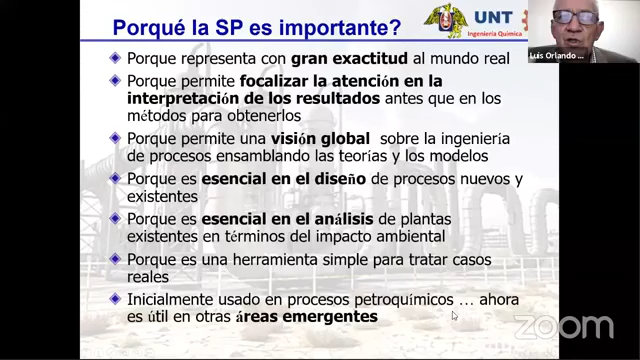 Porqué la SP es importante?
UNT
Ingeniería Química
Luis Orlando ...
Porque representa con gran exactitud al mundo real
Porque permite focalizar la atención en la
interpretación de los resultados antes que en los
métodos para obtenerlos
Porque permite una visión global sobre la ingeniería
de procesos ensamblando las teorías y los modelos
Porque es esencial en el diseño de procesos nuevos y
existentes
Porque es esencial en el análisis de plantas
existentes en términos del impacto ambiental
Porque es una herramienta simple para tratar casos
reales
Inicialmente usado en procesos petroquímicos ... ahora
es útil en otras áreas emergentes
zoom